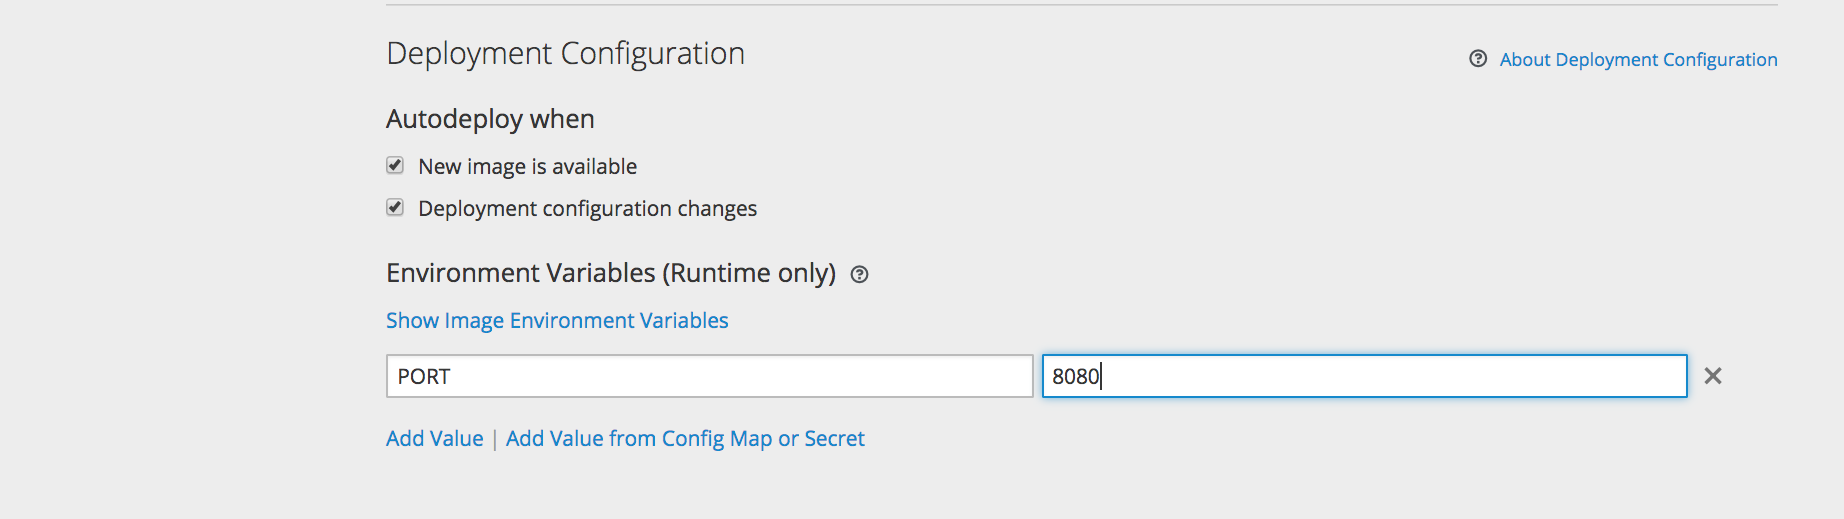 Deployment Configuration
About Deployment Configuration
Autodeploy when
New image is available
Deployment configuration changes
Environment Variables (Runtime only)
Show Image Environment Variables
PORT 8080
Add Value | Add Value from Config Map or Secret